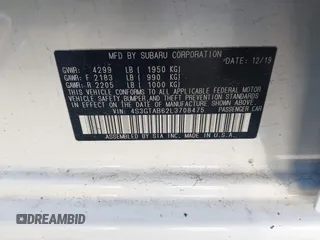 MFD BY SUBARU CORPORATION
DATE: 12/19
GVWR: 4299 LB [ 1950 KG]
GAWR: F 2183 LB [ 990 KG]
GAWR: R 2205 LB [ 1000 KG]
THIS VEHICLE CONFORMS TO ALL APPLICABLE FEDERAL MOTOR
VEHICLE SAFETY, BUMPER AND THEFT PREVENTION STANDARDS IN
EFFECT ON THE DATE OF MANUFACTURE SHOWN ABOVE.
VIN: 4S3GTAB62L3708475 PASSENGER CAR
ASSEMBLED BY SIA INC. MADE IN U.S.A.
DREAMBID